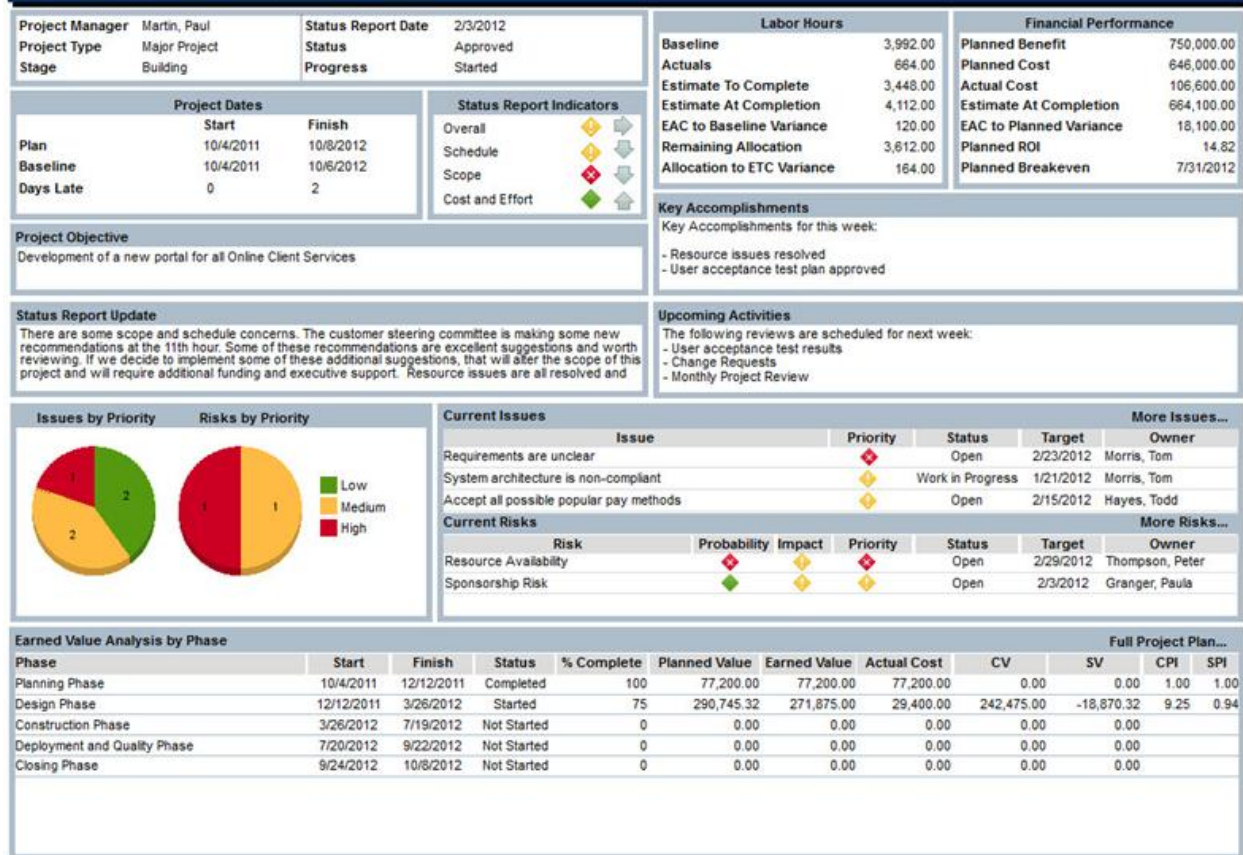 Project Manager Martin, Paul Status Report Date 2/3/2012
Project Type Major Project Status Approved
Stage Building Progress Started
Project Dates
Start Finish
Plan 10/4/2011 10/8/2012
Baseline 10/4/2011 10/6/2012
Days Late 0 2
Status Report Indicators
Overall
Schedule
Scope
Cost and Effort
Labor Hours
Baseline 3,992.00
Actuals 664.00
Estimate To Complete 3,448.00
Estimate At Completion 4,112.00
EAC to Baseline Variance 120.00
Remaining Allocation 3,612.00
Allocation to ETC Variance 164.00
Financial Performance
Planned Benefit 750,000.00
Planned Cost 646,000.00
Actual Cost 106,600.00
Estimate At Completion 664,100.00
EAC to Planned Variance 18,100.00
Planned ROI 14.82
Planned Breakeven 7/31/2012
Project Objective
Development of a new portal for all Online Client Services
Key Accomplishments
Key Accomplishments for this week:
- Resource issues resolved
- User acceptance test plan approved
Status Report Update
There are some scope and schedule concerns. The customer steering committee is making some new
recommendations at the 11th hour. Some of these recommendations are excellent suggestions and worth
reviewing. If we decide to implement some of these additional suggestions, that will alter the scope of this
project and will require additional funding and executive support. Resource issues are all resolved and
Upcoming Activities
The following reviews are scheduled for next week:
- User acceptance test results
- Change Requests
- Monthly Project Review
Issues by Priority Risks by Priority
1 2 2
1 1
Low
Medium
High
Current Issues More Issues...
Issue Priority Status Target Owner
Requirements are unclear Open 2/23/2012 Morris, Tom
System architecture is non-compliant Work in Progress 1/21/2012 Morris, Tom
Accept all possible popular pay methods Open 2/15/2012 Hayes, Todd
Current Risks More Risks...
Risk Probability Impact Priority Status Target Owner
Resource Availability Open 2/29/2012 Thompson, Peter
Sponsorship Risk Open 2/3/2012 Granger, Paula
Earned Value Analysis by Phase Full Project Plan...
Phase Start Finish Status % Complete Planned Value Earned Value Actual Cost CV SV CPI SPI
Planning Phase 10/4/2011 12/12/2011 Completed 100 77,200.00 77,200.00 77,200.00 0.00 0.00 1.00 1.00
Design Phase 12/12/2011 3/26/2012 Started 75 290,745.32 271,875.00 29,400.00 242,475.00 -18,870.32 9.25 0.94
Construction Phase 3/26/2012 7/19/2012 Not Started 0 0.00 0.00 0.00 0.00 0.00
Deployment and Quality Phase 7/20/2012 9/22/2012 Not Started 0 0.00 0.00 0.00 0.00 0.00
Closing Phase 9/24/2012 10/8/2012 Not Started 0 0.00 0.00 0.00 0.00 0.00